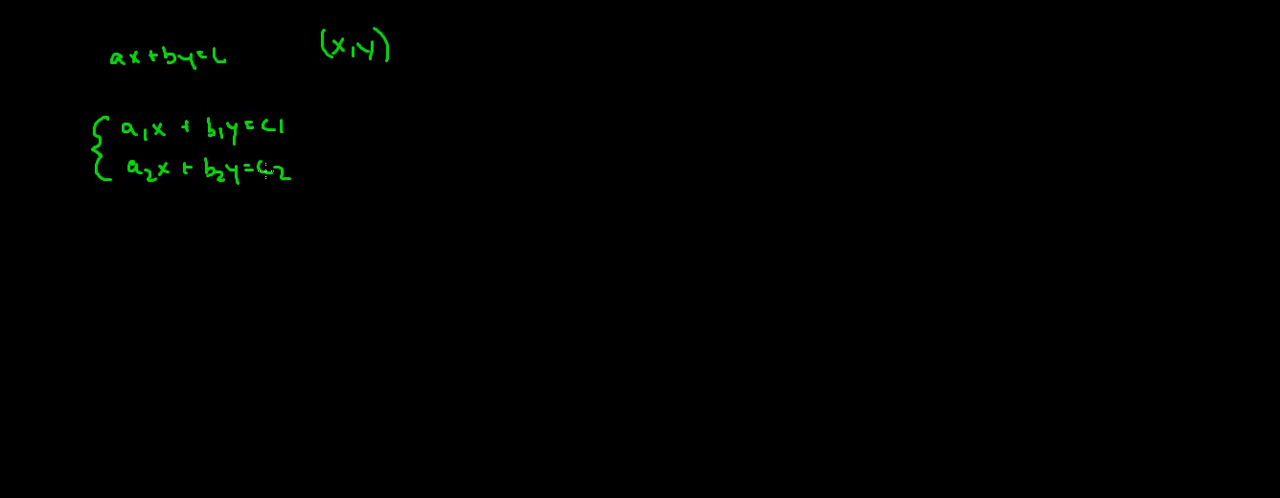 ax + by = c (x,y)
a₁x + b₁y = c1
a₂x + b₂y = c₂